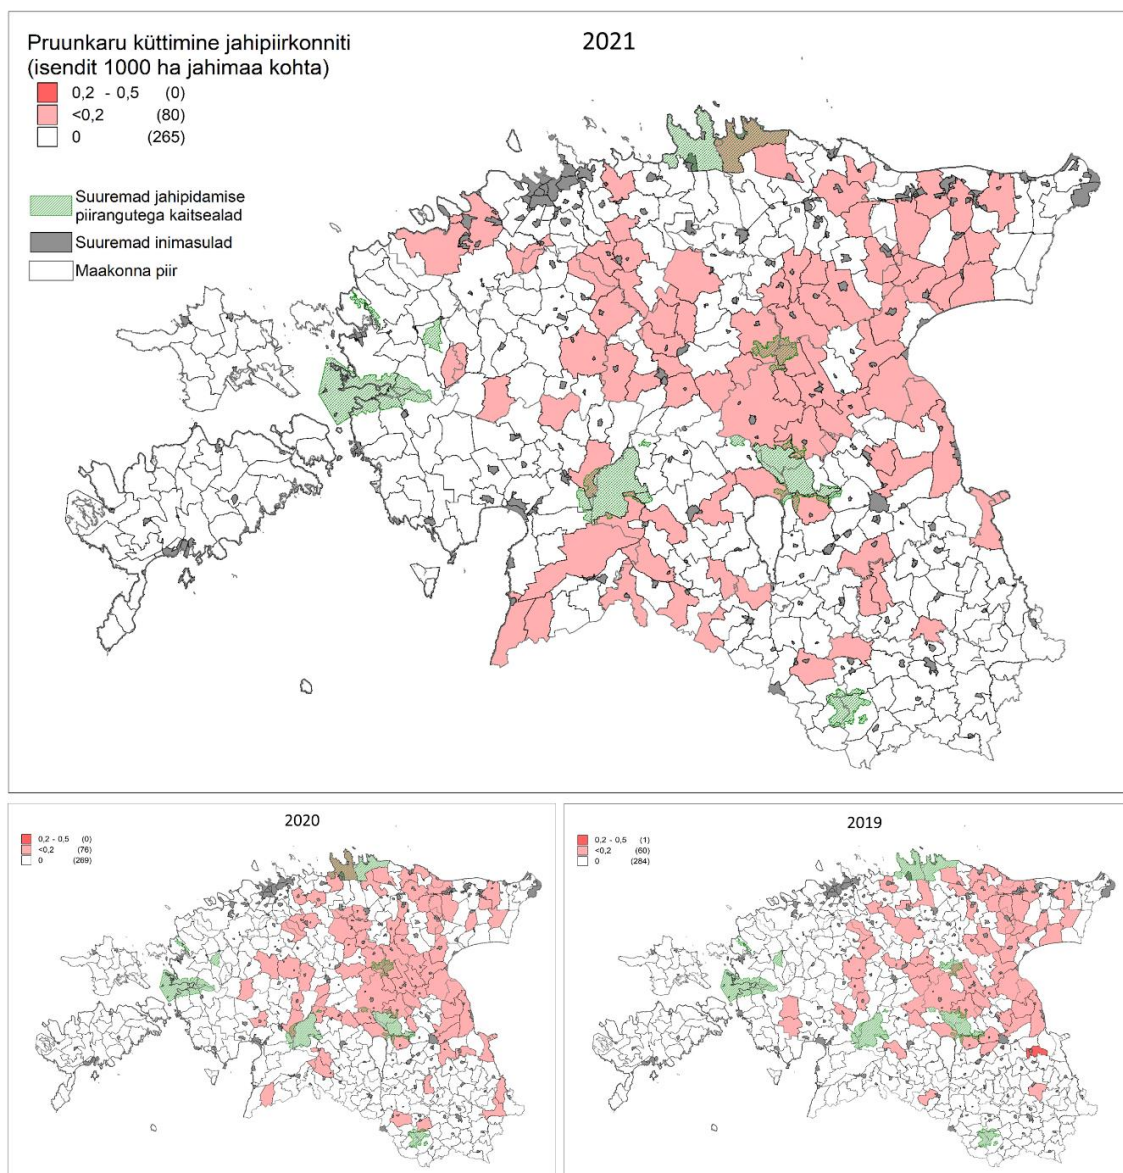 Pruunkaru küttimine jahipiirkonniti
(isendit 1000 ha jahimaa kohta)
0,2 - 0,5 (0)
<0,2 (80)
0 (265)
2021
Suuremad jahipidamise
piirangutega kaitsealad
Suuremad inimasulad
Maakonna piir
2020
0,2 - 0,5 (0)
<0,2 (76)
0 (269)
2019
0,2 - 0,5 (1)
<0,2 (60)
0 (284)